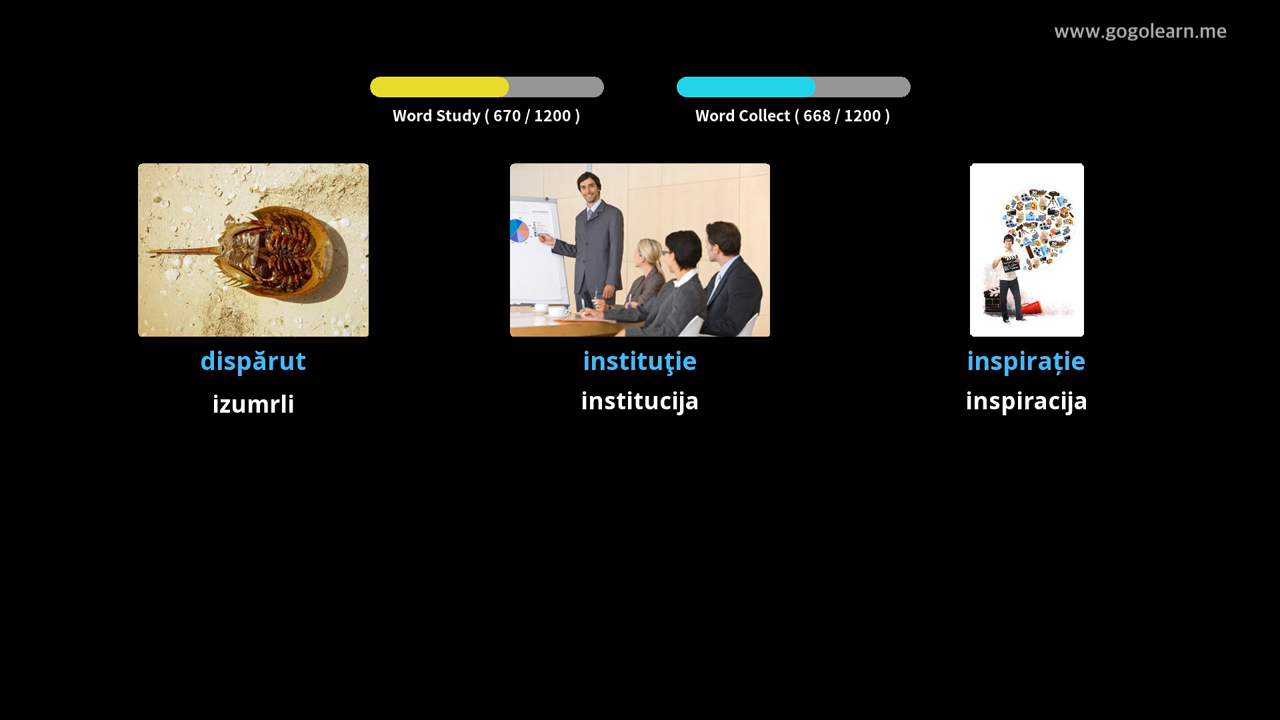 www.gogolearn.me
Word Study ( 670 / 1200 )
Word Collect ( 668 / 1200 )
dispărut
instituţie
inspirație
izumrli
institucija
inspiracija